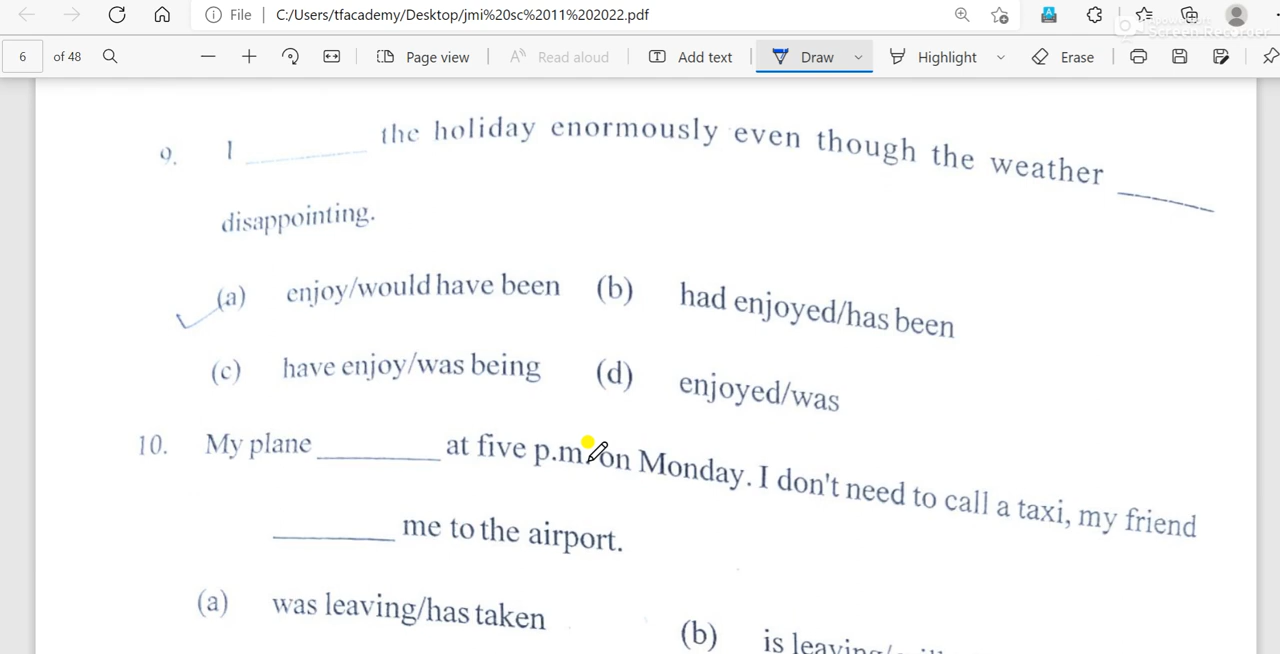 File C:/Users/tfacademy/Desktop/jmi%20sc%2011%202022.pdf
6 of 48 Page view Read aloud Add text Draw Highlight Erase
Screen Recorder
9. I ______ the holiday enormously even though the weather ______
disappointing.
(a) enjoy/would have been (b) had enjoyed/has been
(c) have enjoy/was being (d) enjoyed/was
10. My plane ______ at five p.m. on Monday. I don't need to call a taxi, my friend
______ me to the airport.
(a) was leaving/has taken (b) is leaving/